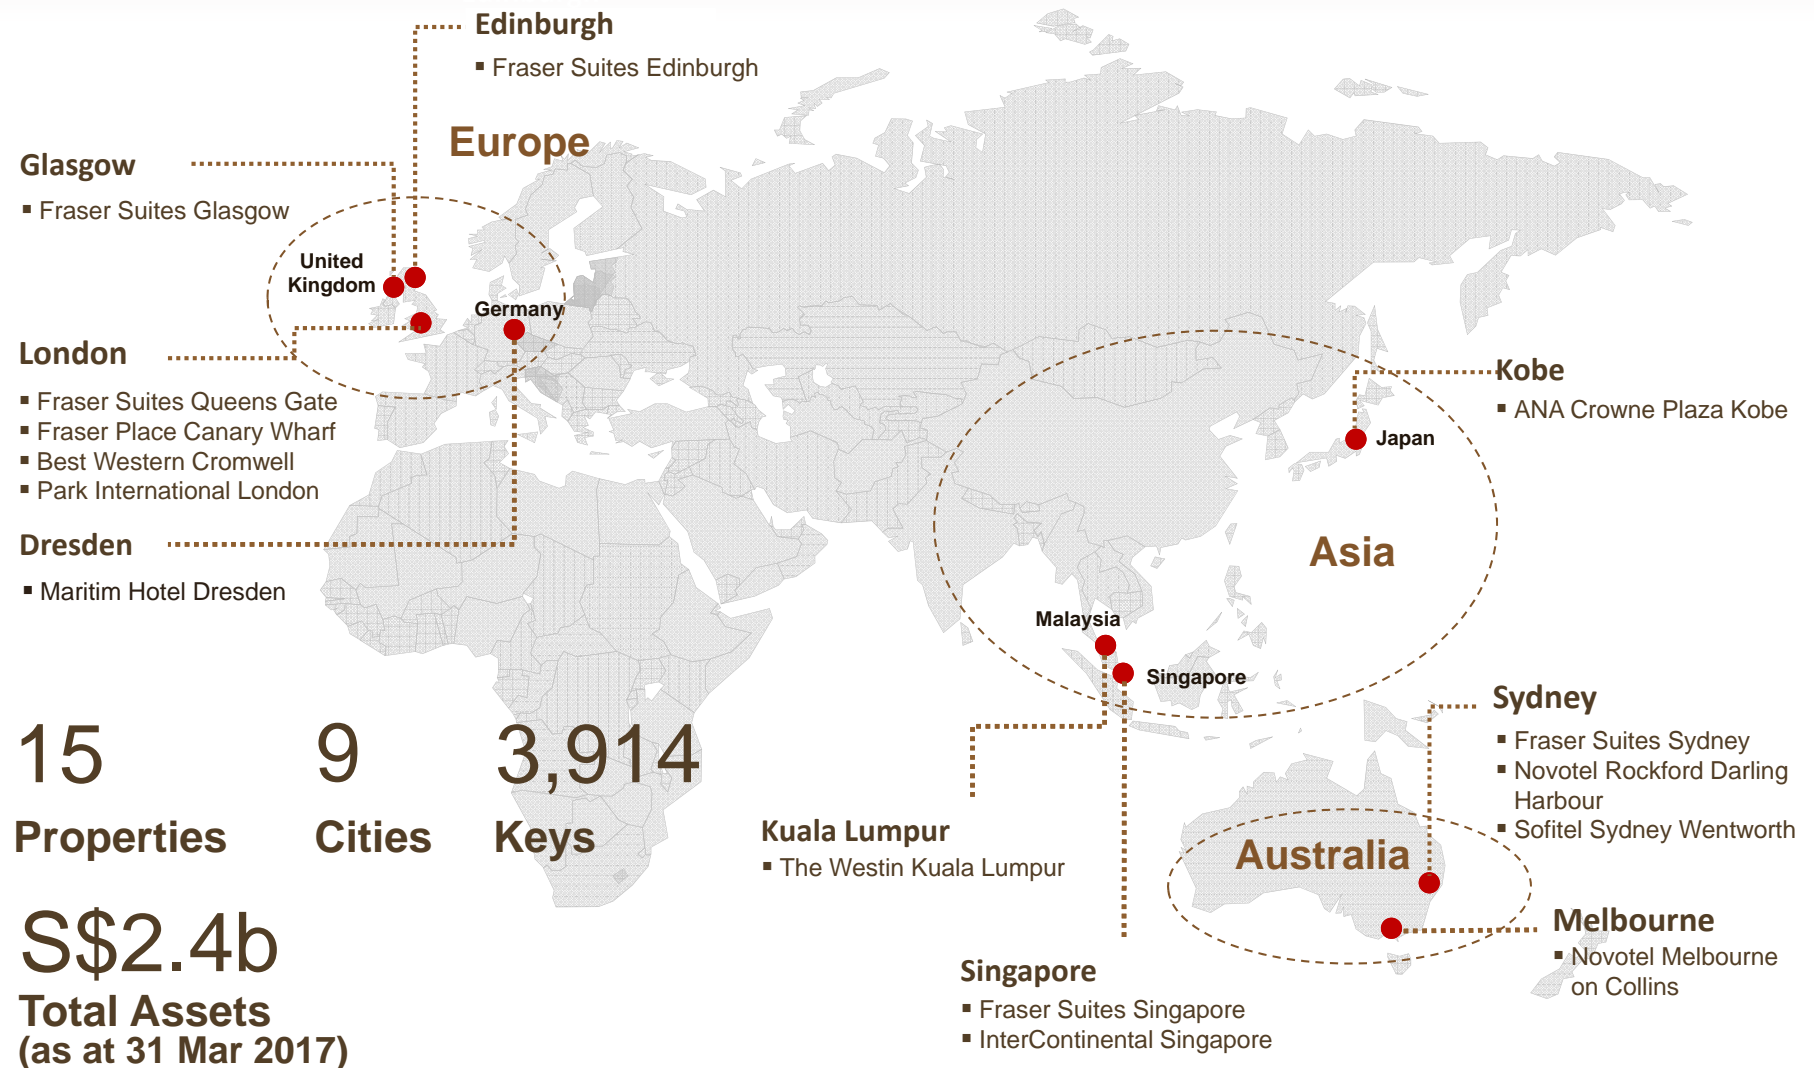 Edinburgh
▪ Fraser Suites Edinburgh
Europe
Glasgow
▪ Fraser Suites Glasgow
United
Kingdom
Germany
London
▪ Fraser Suites Queens Gate
▪ Fraser Place Canary Wharf
▪ Best Western Cromwell
▪ Park International London
Dresden
▪ Maritim Hotel Dresden
Kobe
▪ ANA Crowne Plaza Kobe
Japan
Asia
Malaysia
Singapore
Sydney
▪ Fraser Suites Sydney
▪ Novotel Rockford Darling
Harbour
▪ Sofitel Sydney Wentworth
15
Properties
9
Cities
3,914
Keys
Kuala Lumpur
▪ The Westin Kuala Lumpur
Australia
Melbourne
▪ Novotel Melbourne
on Collins
S$2.4b
Total Assets
(as at 31 Mar 2017)
Singapore
▪ Fraser Suites Singapore
▪ InterContinental Singapore